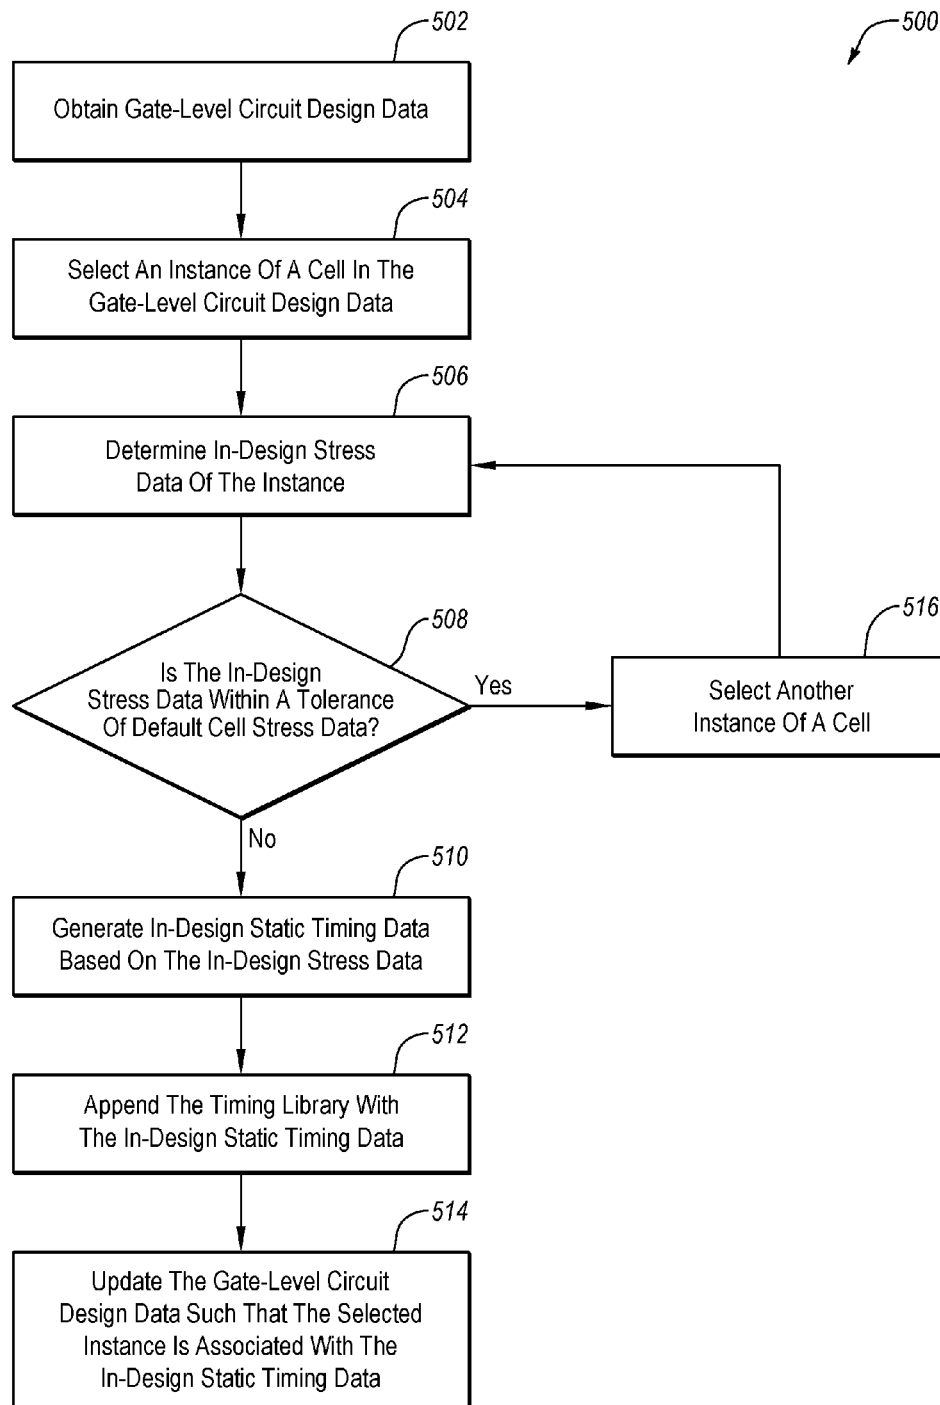 502
500
Obtain Gate-Level Circuit Design Data
504
Select An Instance Of A Cell In The
Gate-Level Circuit Design Data
506
Determine In-Design Stress
Data Of The Instance
508
Is The In-Design
Stress Data Within A Tolerance
Of Default Cell Stress Data?
Yes
516
Select Another
Instance Of A Cell
No
510
Generate In-Design Static Timing Data
Based On The In-Design Stress Data
512
Append The Timing Library With
The In-Design Static Timing Data
514
Update The Gate-Level Circuit
Design Data Such That The Selected
Instance Is Associated With The
In-Design Static Timing Data